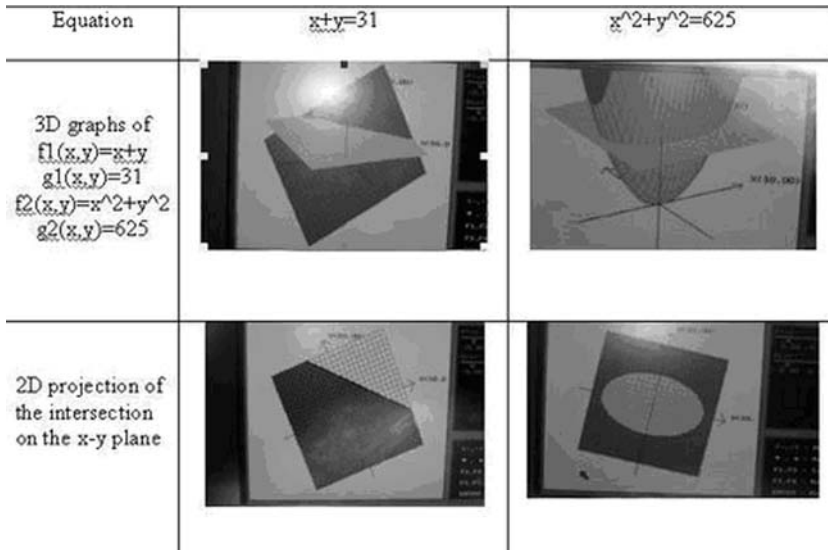 Equation
x+y=31
x^2+y^2=625
3D graphs of
f1(x,y)=x+y
g1(x,y)=31
f2(x,y)=x^2+y^2
g2(x,y)=625
2D projection of
the intersection
on the x-y plane